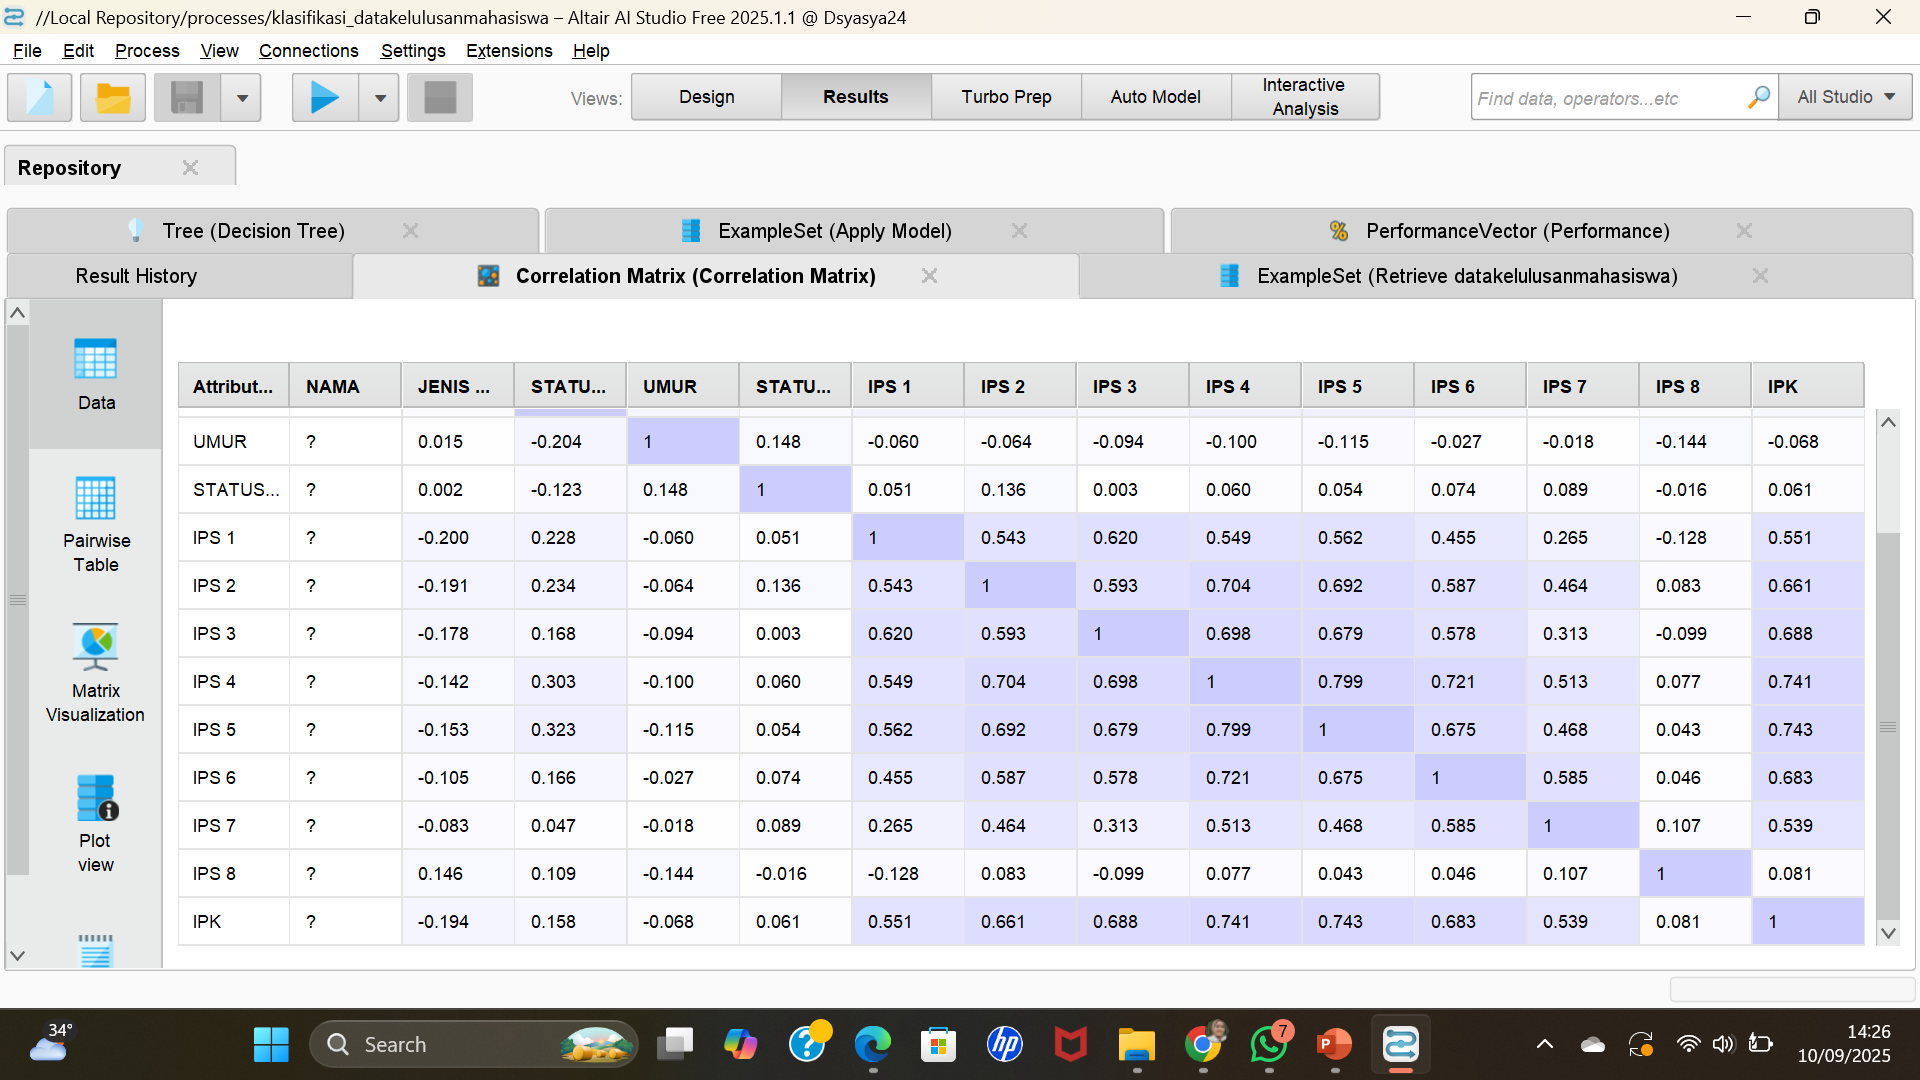 //Local Repository/processes/klasifikasi_datakelulusanmahasiswa – Altair AI Studio Free 2025.1.1 @ Dsyasya24
File Edit Process View Connections Settings Extensions Help
Views: Design Results Turbo Prep Auto Model Interactive Analysis Find data, operators...etc All Studio
Repository
Tree (Decision Tree) ExampleSet (Apply Model) PerformanceVector (Performance)
Result History Correlation Matrix (Correlation Matrix) ExampleSet (Retrieve datakelulusanmahasiswa)
Data
Pairwise
Table
Matrix
Visualization
Plot
view
Attribut... NAMA JENIS ... STATU... UMUR STATU... IPS 1 IPS 2 IPS 3 IPS 4 IPS 5 IPS 6 IPS 7 IPS 8 IPK
UMUR ? 0.015 -0.204 1 0.148 -0.060 -0.064 -0.094 -0.100 -0.115 -0.027 -0.018 -0.144 -0.068
STATUS... ? 0.002 -0.123 0.148 1 0.051 0.136 0.003 0.060 0.054 0.074 0.089 -0.016 0.061
IPS 1 ? -0.200 0.228 -0.060 0.051 1 0.543 0.620 0.549 0.562 0.455 0.265 -0.128 0.551
IPS 2 ? -0.191 0.234 -0.064 0.136 0.543 1 0.593 0.704 0.692 0.587 0.464 0.083 0.661
IPS 3 ? -0.178 0.168 -0.094 0.003 0.620 0.593 1 0.698 0.679 0.578 0.313 -0.099 0.688
IPS 4 ? -0.142 0.303 -0.100 0.060 0.549 0.704 0.698 1 0.799 0.721 0.513 0.077 0.741
IPS 5 ? -0.153 0.323 -0.115 0.054 0.562 0.692 0.679 0.799 1 0.675 0.468 0.043 0.743
IPS 6 ? -0.105 0.166 -0.027 0.074 0.455 0.587 0.578 0.721 0.675 1 0.585 0.046 0.683
IPS 7 ? -0.083 0.047 -0.018 0.089 0.265 0.464 0.313 0.513 0.468 0.585 1 0.107 0.539
IPS 8 ? 0.146 0.109 -0.144 -0.016 -0.128 0.083 -0.099 0.077 0.043 0.046 0.107 1 0.081
IPK ? -0.194 0.158 -0.068 0.061 0.551 0.661 0.688 0.741 0.743 0.683 0.539 0.081 1
34°
Search
hp
7
P
14:26
10/09/2025